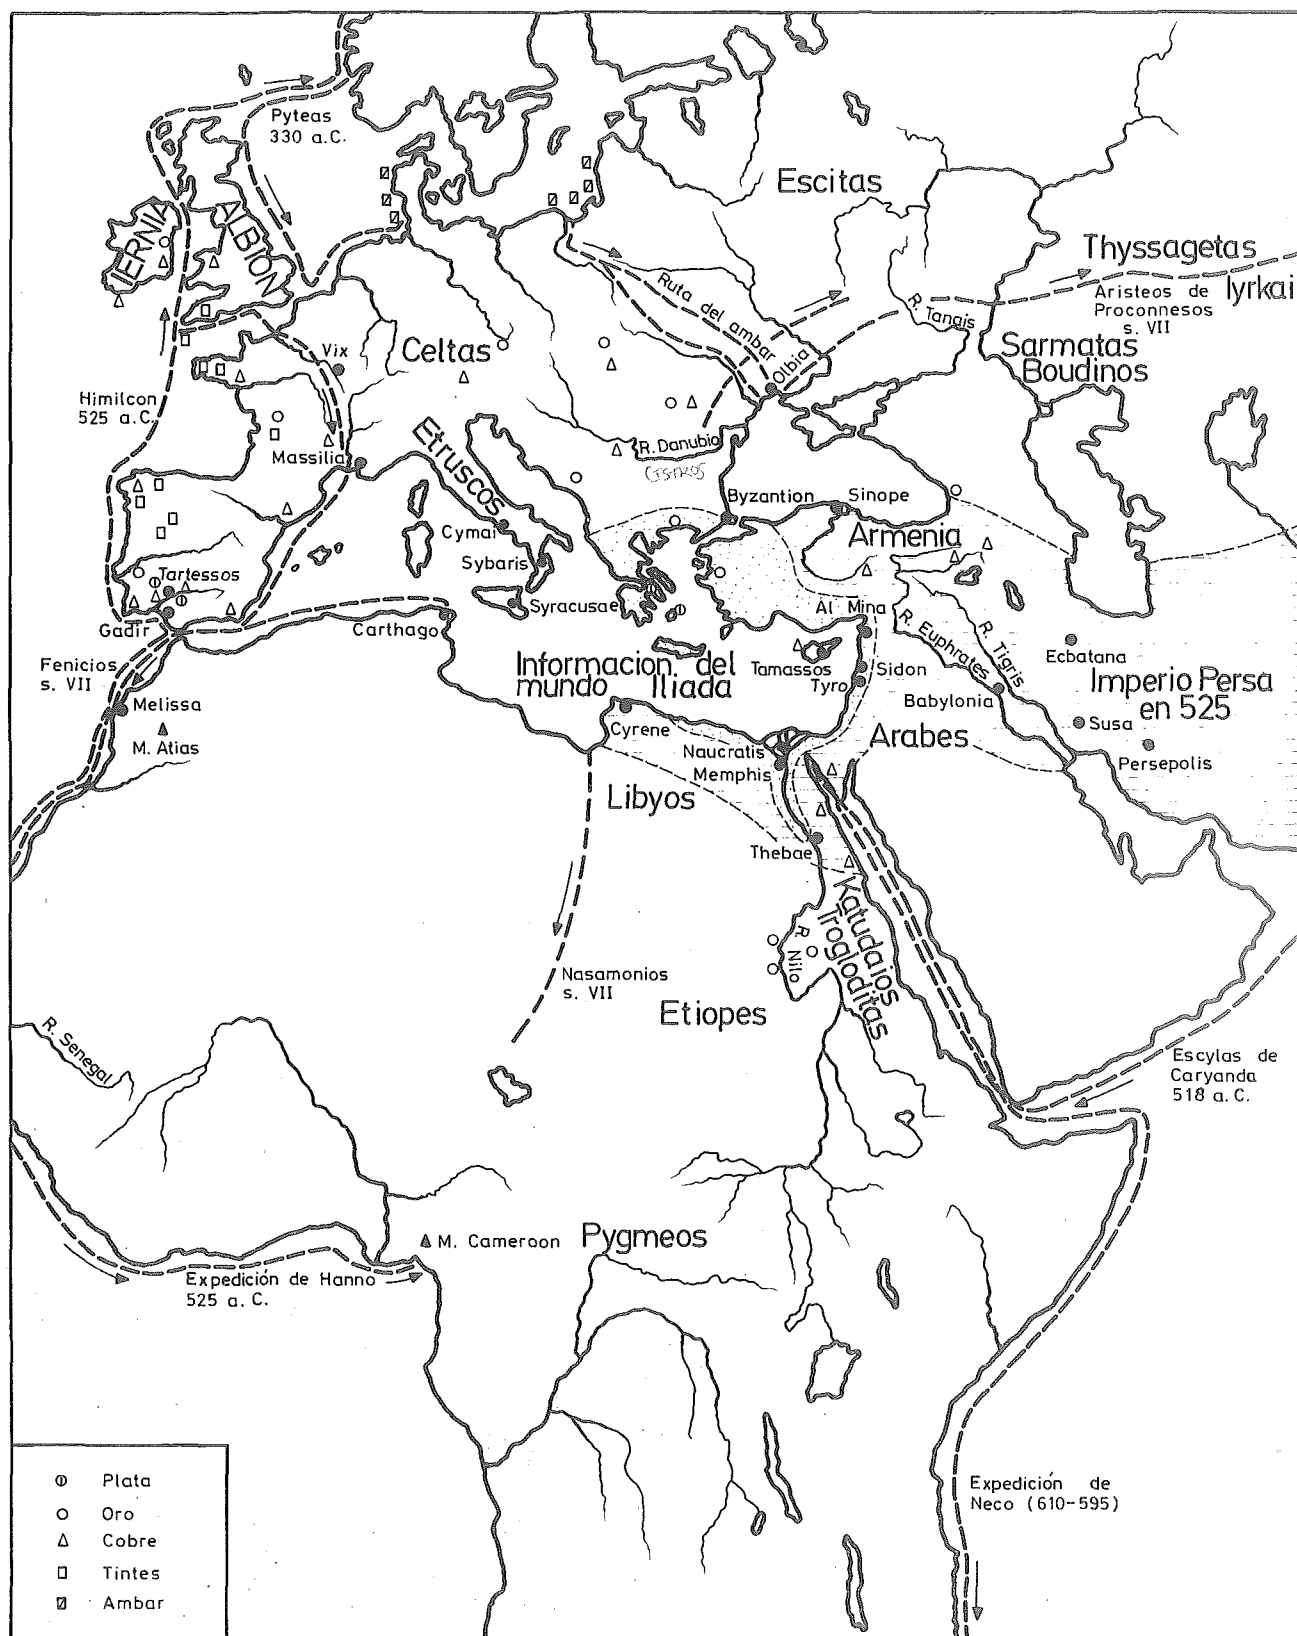 Pyteas
330 a.C.
Escitas
IERNIA
ALBION
Thyssagetas
Iyrkai
Aristeos de
Proconnesos
s. VII
Ruta del ambar
R. Tanais
Vix
Celtas
Olbia
Sarmatas
Boudinos
Himilcon
525 a.C.
Massilia
Etruscos
R. Danubio
Byzantion
Sinope
Cymai
Armenia
Sybaris
Tartessos
Syracusae
Al Mina
R. Euphrates
R. Tigris
Gadir
Carthago
Ecbatana
Fenicios
s. VII
Informacion del
mundo Iliada
Tamassos
Sidon
Tyro
Imperio Persa
en 525
Babylonia
Melissa
Cyrene
Susa
M. Atias
Naucratis
Arabes
Memphis
Persepolis
Libyos
Thebae
Katudaios
Trogloditas
R. Nilo
Nasamonios
s. VII
Etiopes
R. Senegal
Escylas de
Caryanda
518 a.C.
M. Cameroon
Pygmeos
Expedición de Hanno
525 a. C.
Expedición de
Neco (610-595)
Plata
Oro
Cobre
Tintes
Ambar